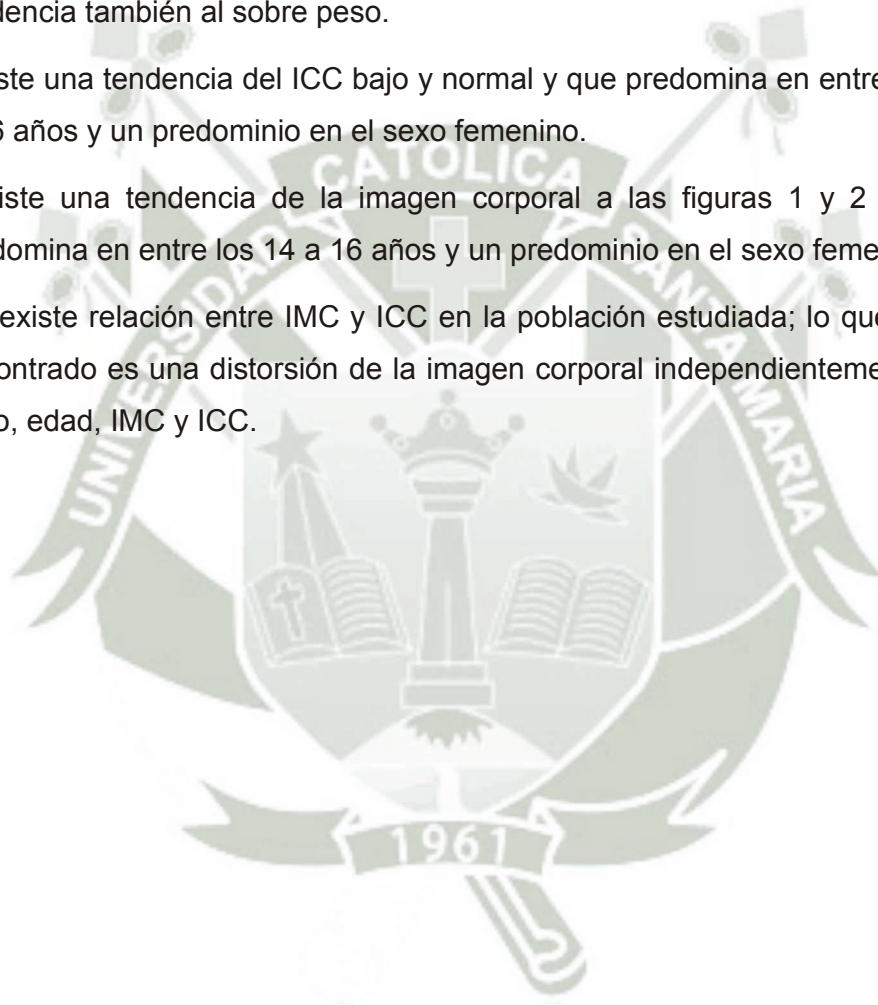 dencia también al sobre peso.
ste una tendencia del ICC bajo y normal y que predomina en entre
6 años y un predominio en el sexo femenino.
iste una tendencia de la imagen corporal a las figuras 1 y 2
domina en entre los 14 a 16 años y un predominio en el sexo feme
existe relación entre IMC y ICC en la población estudiada; lo que
ontrado es una distorsión de la imagen corporal independienteme
o, edad, IMC y ICC.
UNIVERSIDAD CATOLICA SANTA MARIA
1961